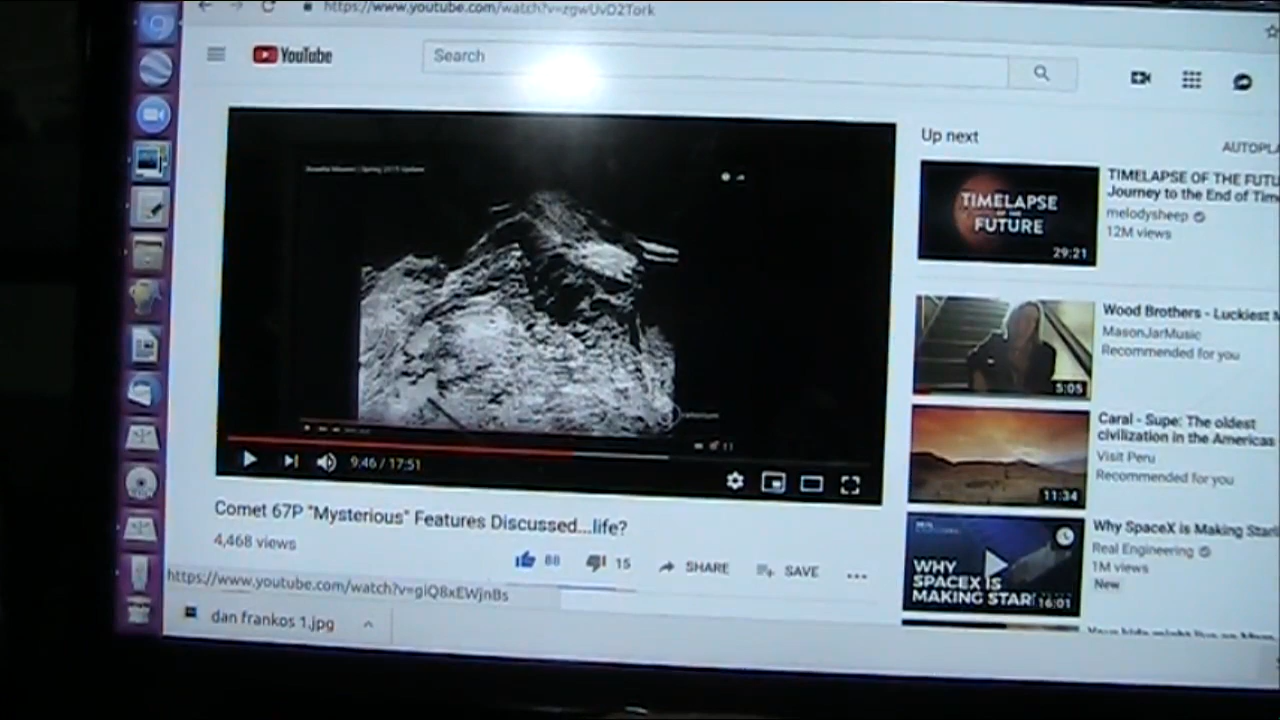 https://www.youtube.com/watch?v=zgwUvD2Tork
YouTube
Search
Up next
AUTOPLA
TIMELAPSE
OF THE
FUTURE
29:21
TIMELAPSE OF THE FUTU
Journey to the End of Time
melodysheep
12M views
5:05
Wood Brothers - Luckiest
MasonJarMusic
Recommended for you
11:34
Caral - Supe: The oldest
civilization in the Americas
Visit Peru
Recommended for you
WHY
SPACEX IS
MAKING STAR
16:01
Why SpaceX is Making Starl
Real Engineering
1M views
New
9:46 / 17:51
Comet 67P "Mysterious" Features Discussed...life?
4,468 views
88
15
SHARE
SAVE
https://www.youtube.com/watch?v=giQ8xEWjnBs
dan frankos 1.jpg